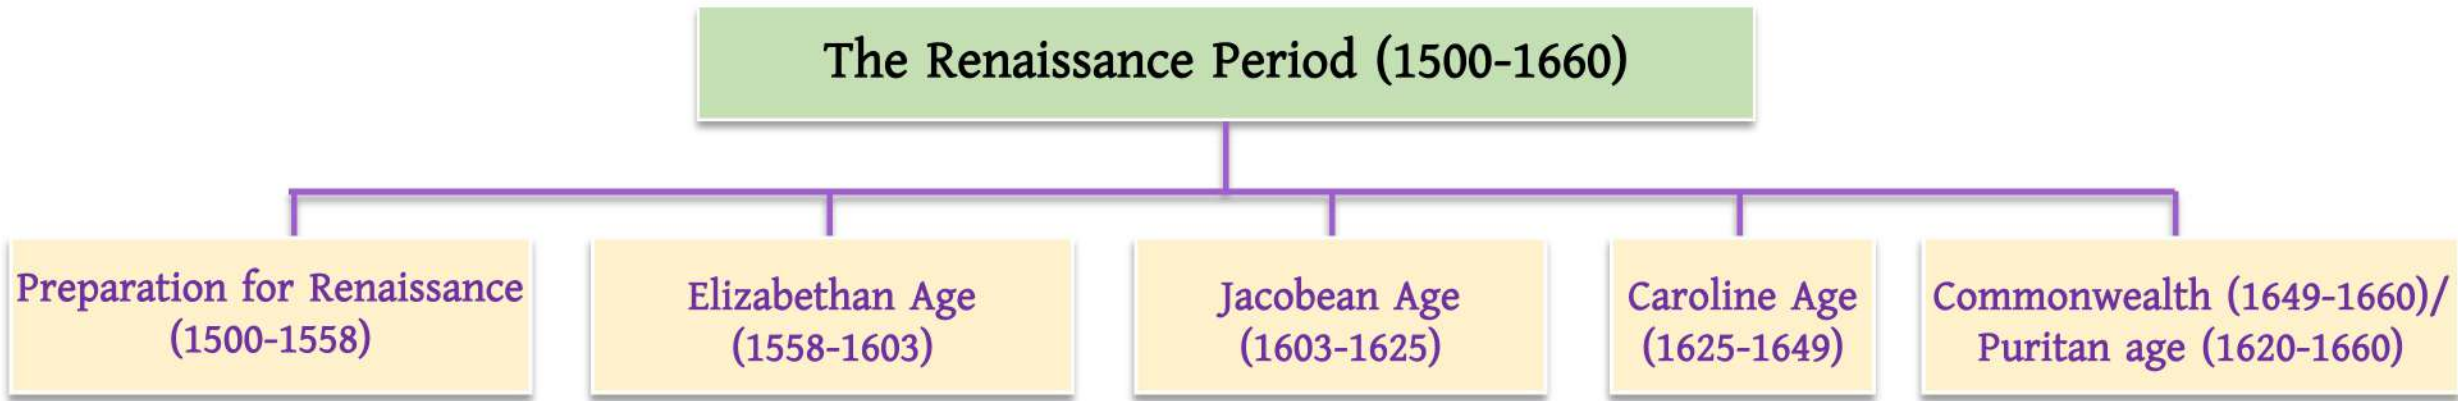 The Renaissance Period (1500-1660)
Preparation for Renaissance
(1500-1558)
Elizabethan Age
(1558-1603)
Jacobean Age
(1603-1625)
Caroline Age
(1625-1649)
Commonwealth (1649-1660)/
Puritan age (1620-1660)